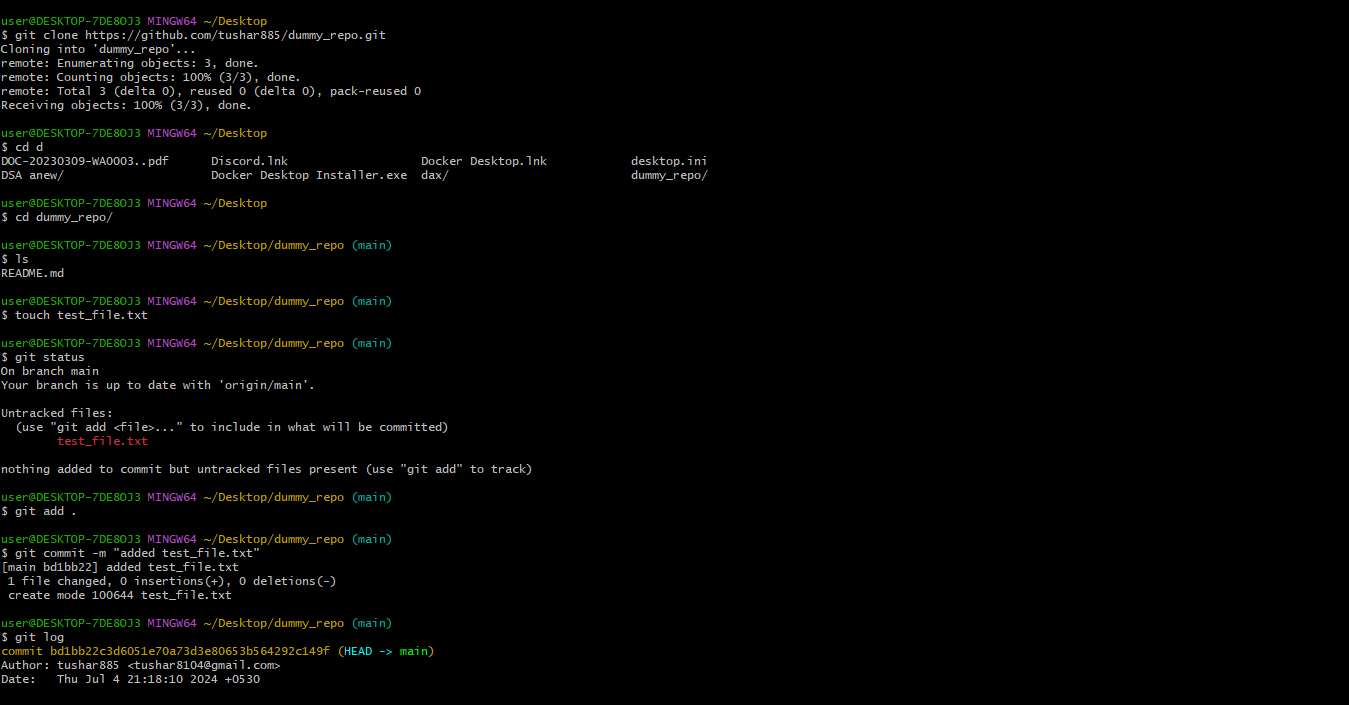 user@DESKTOP-7DE8OJ3 MINGW64 ~/Desktop
$ git clone https://github.com/tushar885/dummy_repo.git
Cloning into 'dummy_repo'...
remote: Enumerating objects: 3, done.
remote: Counting objects: 100% (3/3), done.
remote: Total 3 (delta 0), reused 0 (delta 0), pack-reused 0
Receiving objects: 100% (3/3), done.
user@DESKTOP-7DE8OJ3 MINGW64 ~/Desktop
$ cd d
DOC-20230309-WA0003..pdf      Discord.lnk                   Docker Desktop.lnk            desktop.ini
DSA anew/                     Docker Desktop Installer.exe  dax/                          dummy_repo/
user@DESKTOP-7DE8OJ3 MINGW64 ~/Desktop
$ cd dummy_repo/
user@DESKTOP-7DE8OJ3 MINGW64 ~/Desktop/dummy_repo (main)
$ ls
README.md
user@DESKTOP-7DE8OJ3 MINGW64 ~/Desktop/dummy_repo (main)
$ touch test_file.txt
user@DESKTOP-7DE8OJ3 MINGW64 ~/Desktop/dummy_repo (main)
$ git status
On branch main
Your branch is up to date with 'origin/main'.
Untracked files:
  (use "git add <file>..." to include in what will be committed)
        test_file.txt
nothing added to commit but untracked files present (use "git add" to track)
user@DESKTOP-7DE8OJ3 MINGW64 ~/Desktop/dummy_repo (main)
$ git add .
user@DESKTOP-7DE8OJ3 MINGW64 ~/Desktop/dummy_repo (main)
$ git commit -m "added test_file.txt"
[main bd1bb22] added test_file.txt
 1 file changed, 0 insertions(+), 0 deletions(-)
 create mode 100644 test_file.txt
user@DESKTOP-7DE8OJ3 MINGW64 ~/Desktop/dummy_repo (main)
$ git log
commit bd1bb22c3d6051e70a73d3e80653b564292c149f (HEAD -> main)
Author: tushar885 <tushar8104@gmail.com>
Date:   Thu Jul 4 21:18:10 2024 +0530